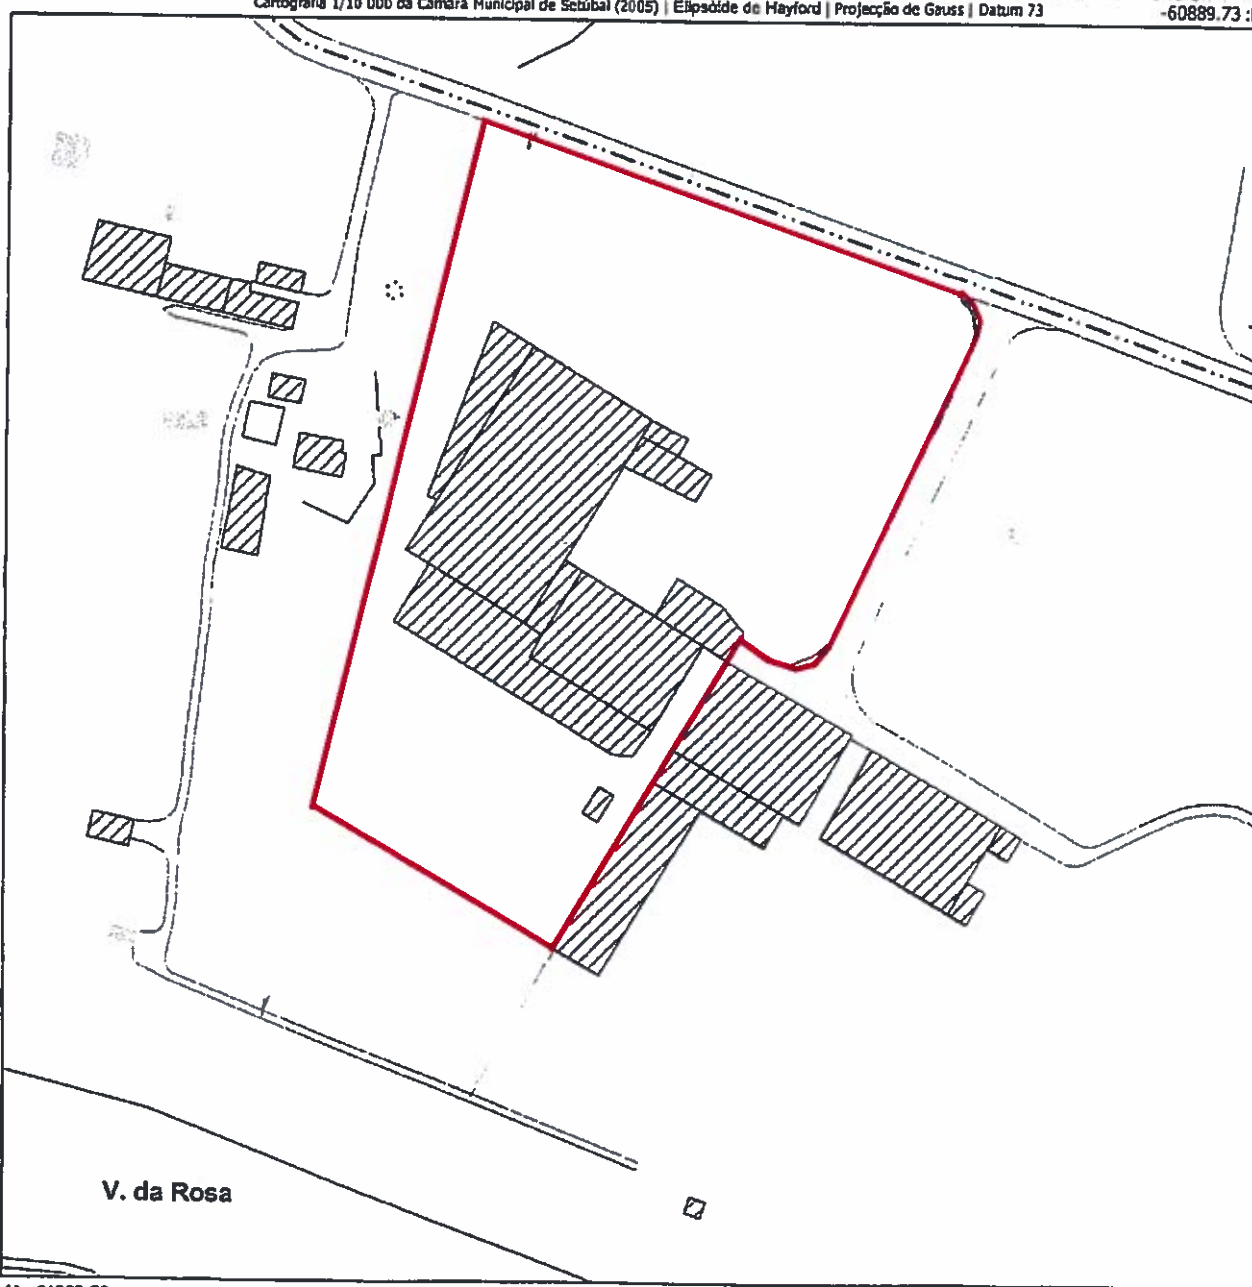 Cartografia 1/10 000 da Câmara Municipal de Setúbal (2005) | Elipsóide de Hayford | Projecção de Gauss | Datum 73
-60889.73
V. da Rosa